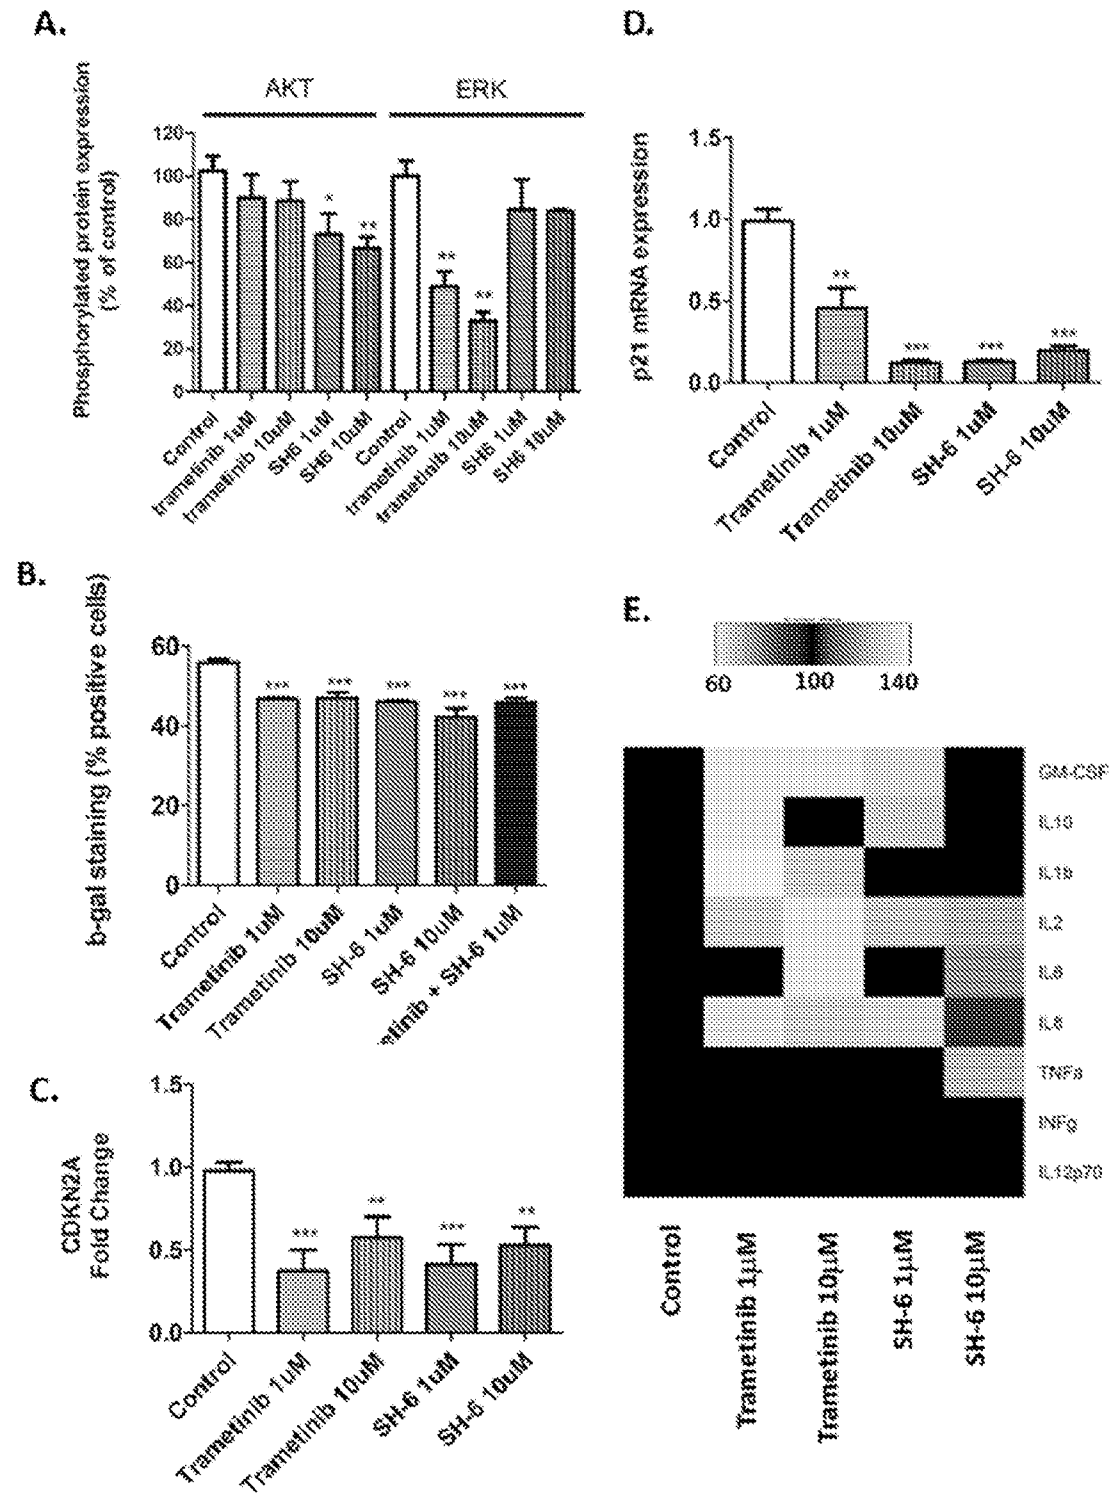 A.
AKT
ERK
Phosphorylated protein expression
(% of control)
120
100
80
60
40
20
0
*
**
**
**
Control
trametinib 1uM
trametinib 10uM
SH6 1uM
SH6 10uM
Control
trametinib 1uM
trametinib 10uM
SH6 1uM
SH6 10uM
B.
b-gal staining (% positive cells)
60
40
20
0
***
***
***
***
***
Control
Trametinib 1uM
Trametinib 10uM
SH-6 1uM
SH-6 10uM
etinib + SH-6 1uM
C.
CDKN2A
Fold Change
1.5
1.0
0.5
0.0
***
**
***
**
Control
Trametinib 1uM
Trametinib 10uM
SH-6 1uM
SH-6 10uM
D.
p21 mRNA expression
1.5
1.0
0.5
0.0
**
***
***
***
Control
Trametinib 1uM
Trametinib 10uM
SH-6 1uM
SH-6 10uM
E.
60
100
140
GM-CSF
IL10
IL1b
IL2
TNFa
INFg
IL12p70
Control
Trametinib 1μM
Trametinib 10μM
SH-6 1μM
SH-6 10μM